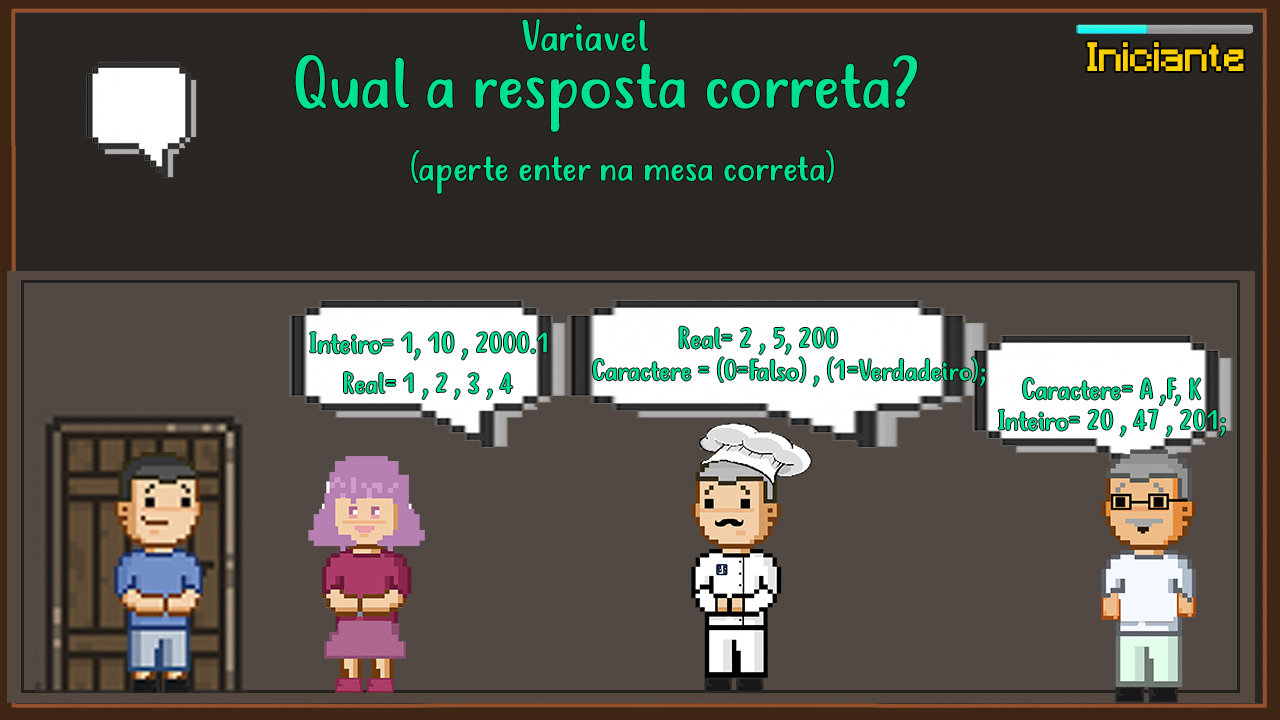 Variavel
Iniciante
Qual a resposta correta?
(aperte enter na mesa correta)
Inteiro= 1, 10 , 2000.1
Real= 1 , 2 , 3 , 4
Real= 2 , 5, 200
Caractere = (0=Falso) , (1=Verdadeiro);
Caractere= A ,F, K
Inteiro= 20 , 47 , 201;